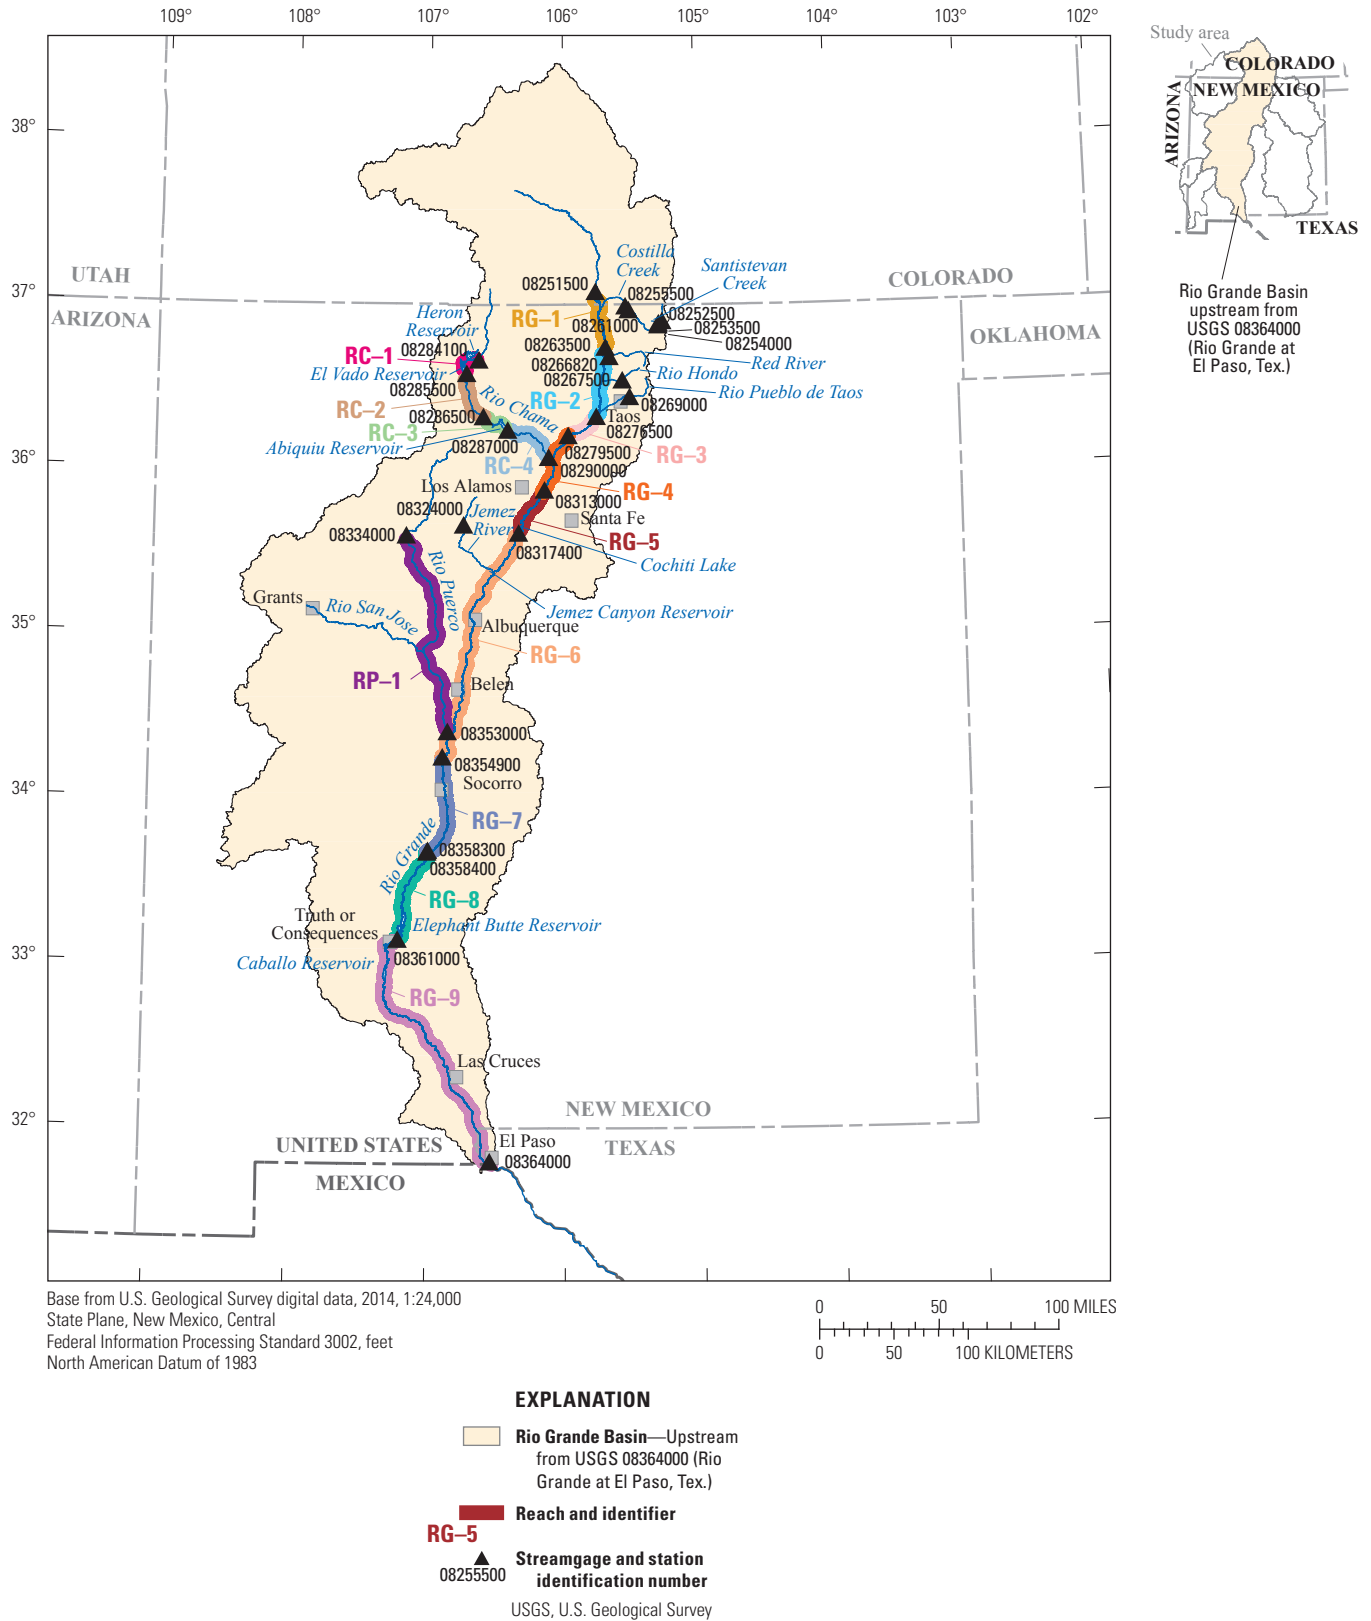 109°
108°
107°
106°
105°
104°
103°
102°
Study area
COLORADO
NEW MEXICO
ARIZONA
TEXAS
Rio Grande Basin
upstream from
USGS 08364000
(Rio Grande at
El Paso, Tex.)
38°
37°
36°
35°
34°
33°
32°
UTAH
ARIZONA
COLORADO
OKLAHOMA
Costilla
Creek
Santistevan
Creek
08251500
08255500
08252500
08253500
08254000
RG–1
08261000
Heron
Reservoir
08263500
RC–1
08284100
08266820
Red River
El Vado Reservoir
08267500
Rio Hondo
08285500
Rio Pueblo de Taos
RG–2
08269000
RC–2
Rio Chama
08286500
Taos
08276500
RC–3
Abiquiu Reservoir
08287000
08279500
RG–3
RC–4
08290000
Los Alamos
RG–4
08313000
08324000
Jemez
River
Santa Fe
08334000
RG–5
08317400
Cochiti Lake
Rio Puerco
Grants
Rio San Jose
Jemez Canyon Reservoir
Albuquerque
RG–6
RP–1
Belen
08353000
08354900
Socorro
RG–7
Rio Grande
08358300
08358400
RG–8
Truth or
Consequences
Elephant Butte Reservoir
Caballo Reservoir
08361000
RG–9
Las Cruces
NEW MEXICO
TEXAS
UNITED STATES
MEXICO
El Paso
08364000
Base from U.S. Geological Survey digital data, 2014, 1:24,000
State Plane, New Mexico, Central
Federal Information Processing Standard 3002, feet
North American Datum of 1983
0 50 100 MILES
0 50 100 KILOMETERS
EXPLANATION
Rio Grande Basin—Upstream
from USGS 08364000 (Rio
Grande at El Paso, Tex.)
Reach and identifier
RG–5
Streamgage and station
identification number
08255500
USGS, U.S. Geological Survey